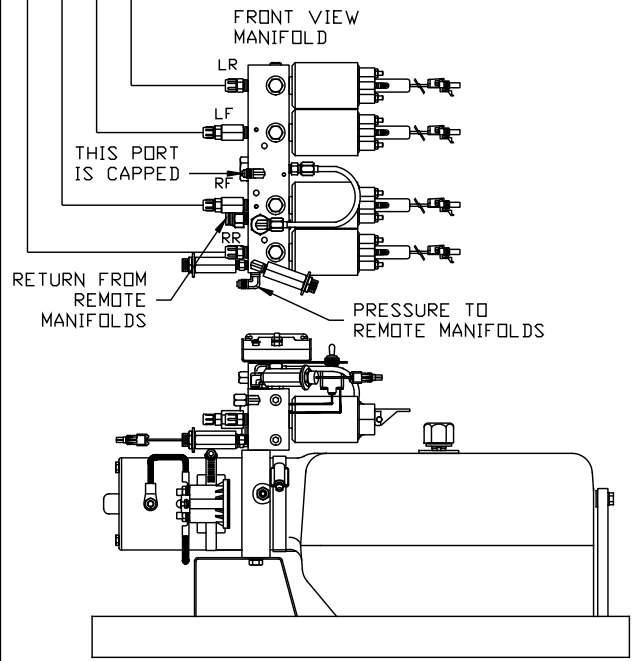 FRONT VIEW
MANIFOLD
LR
LF
THIS PORT
IS CAPPED
RF
RR
RETURN FROM
REMOTE
MANIFOLDS
PRESSURE TO
REMOTE MANIFOLDS